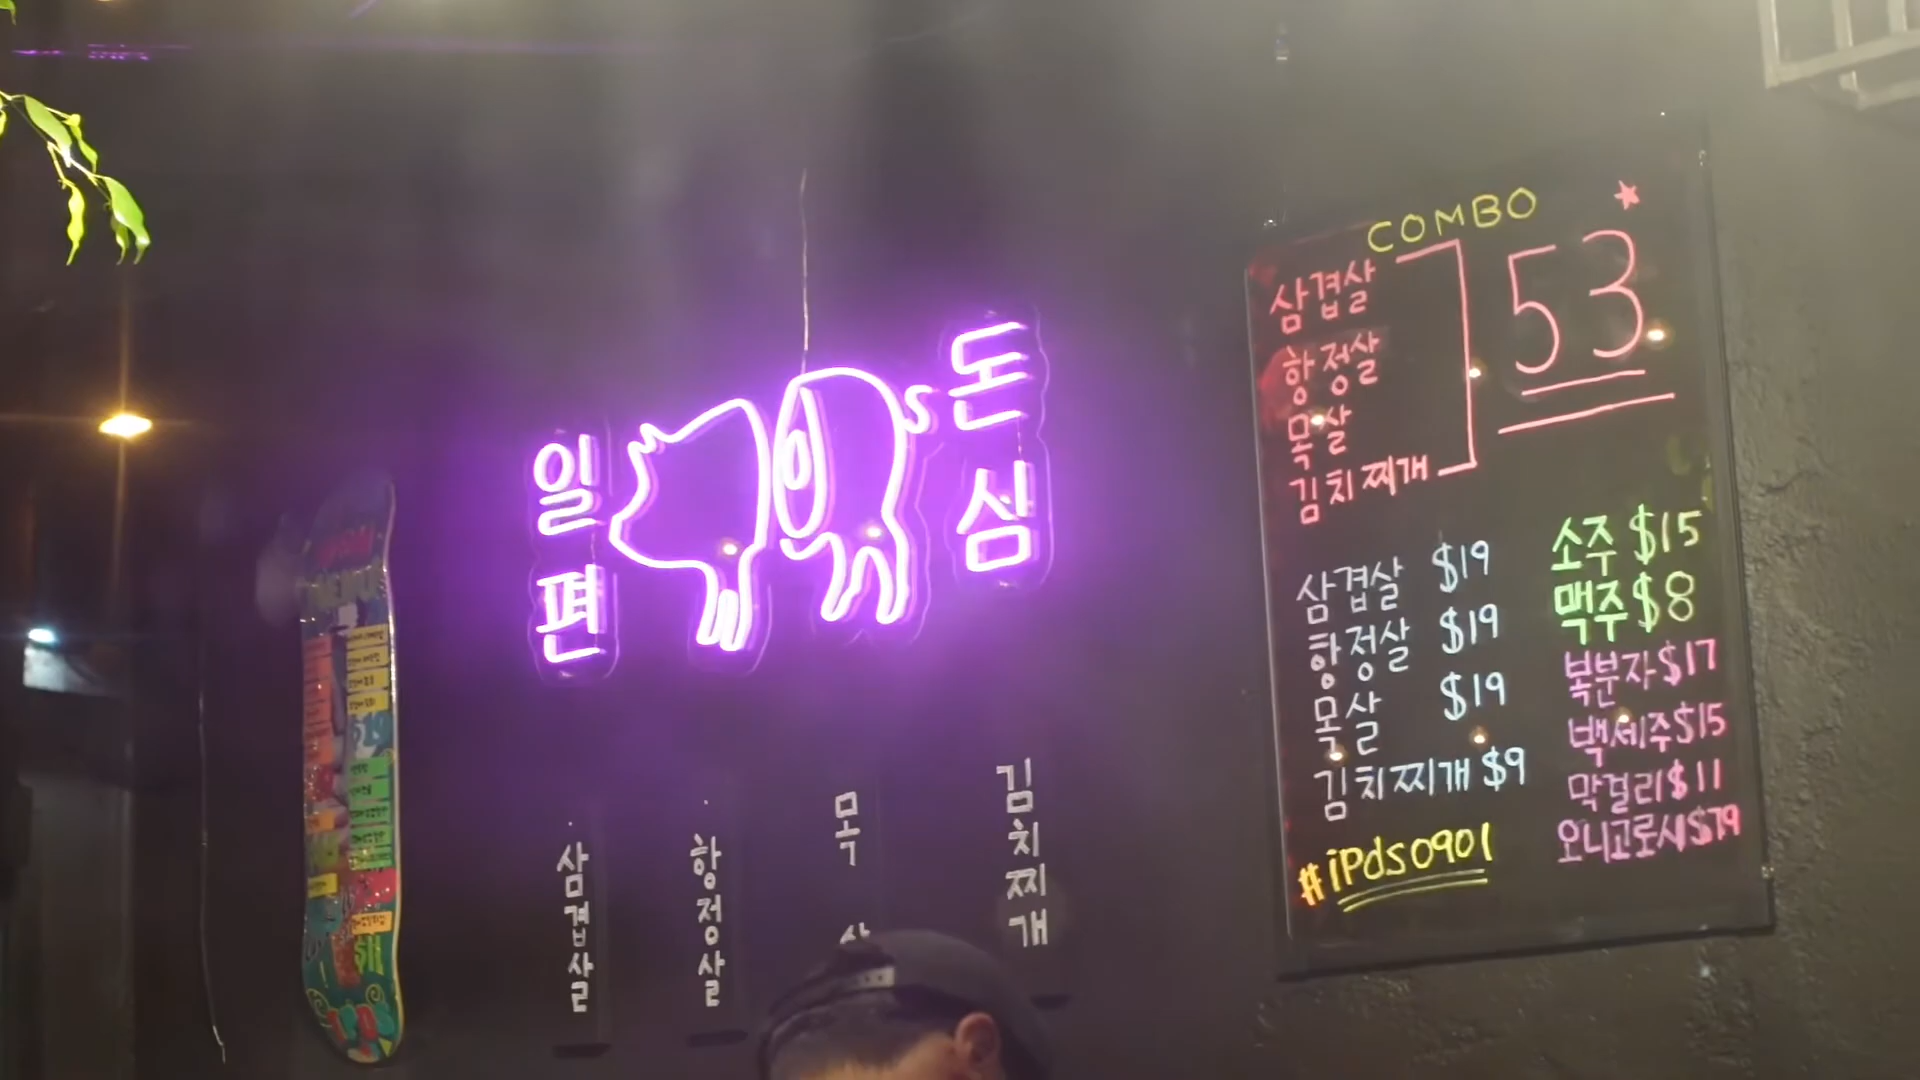 일편
돈심
삼겹살
항정살
목살
김치찌개
COMBO
삼겹살
항정살
목살
김치찌개
53
삼겹살 $19
항정살 $19
목살 $19
김치찌개 $9
#ipds0901
소주 $15
맥주 $8
복분자 $17
백세주 $15
막걸리 $11
오니고로시 $79
$19
$11